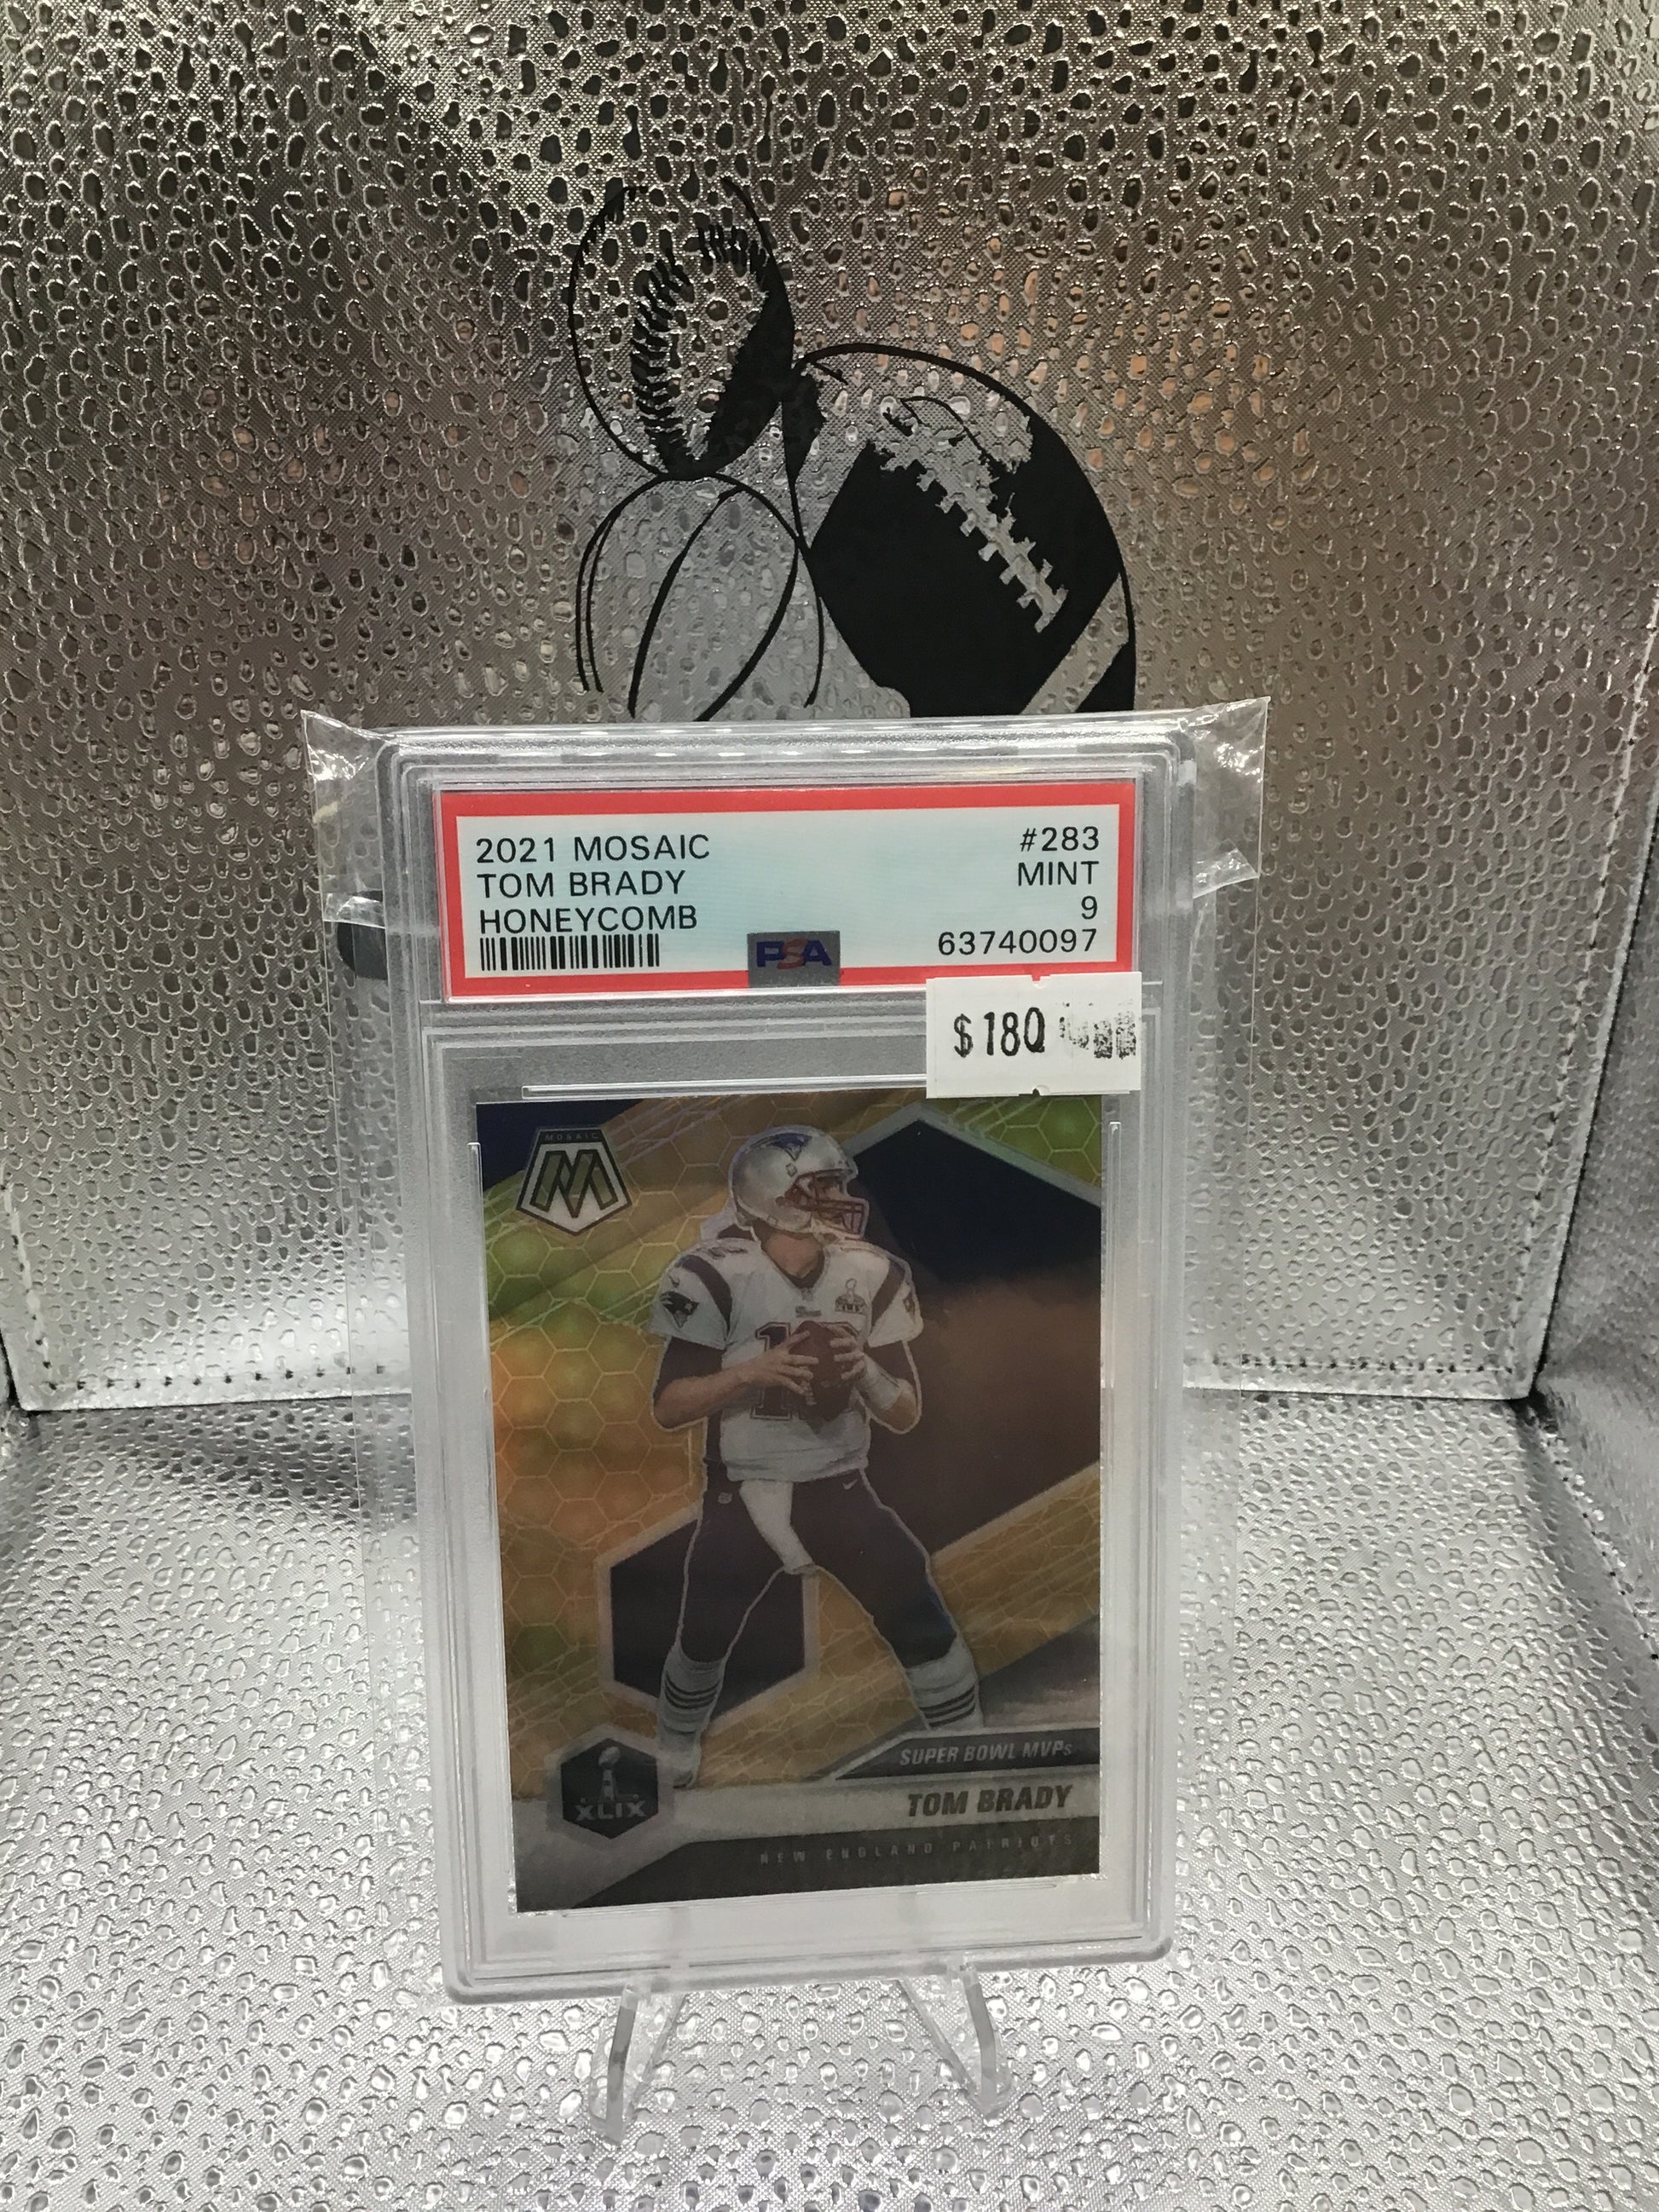 2021 MOSAIC #283
TOM BRADY MINT
HONEYCOMB 9
PSA 63740097
$180
MOSAIC
12
XLIX
SUPER BOWL MVPs
TOM BRADY
NEW ENGLAND PATRIOTS